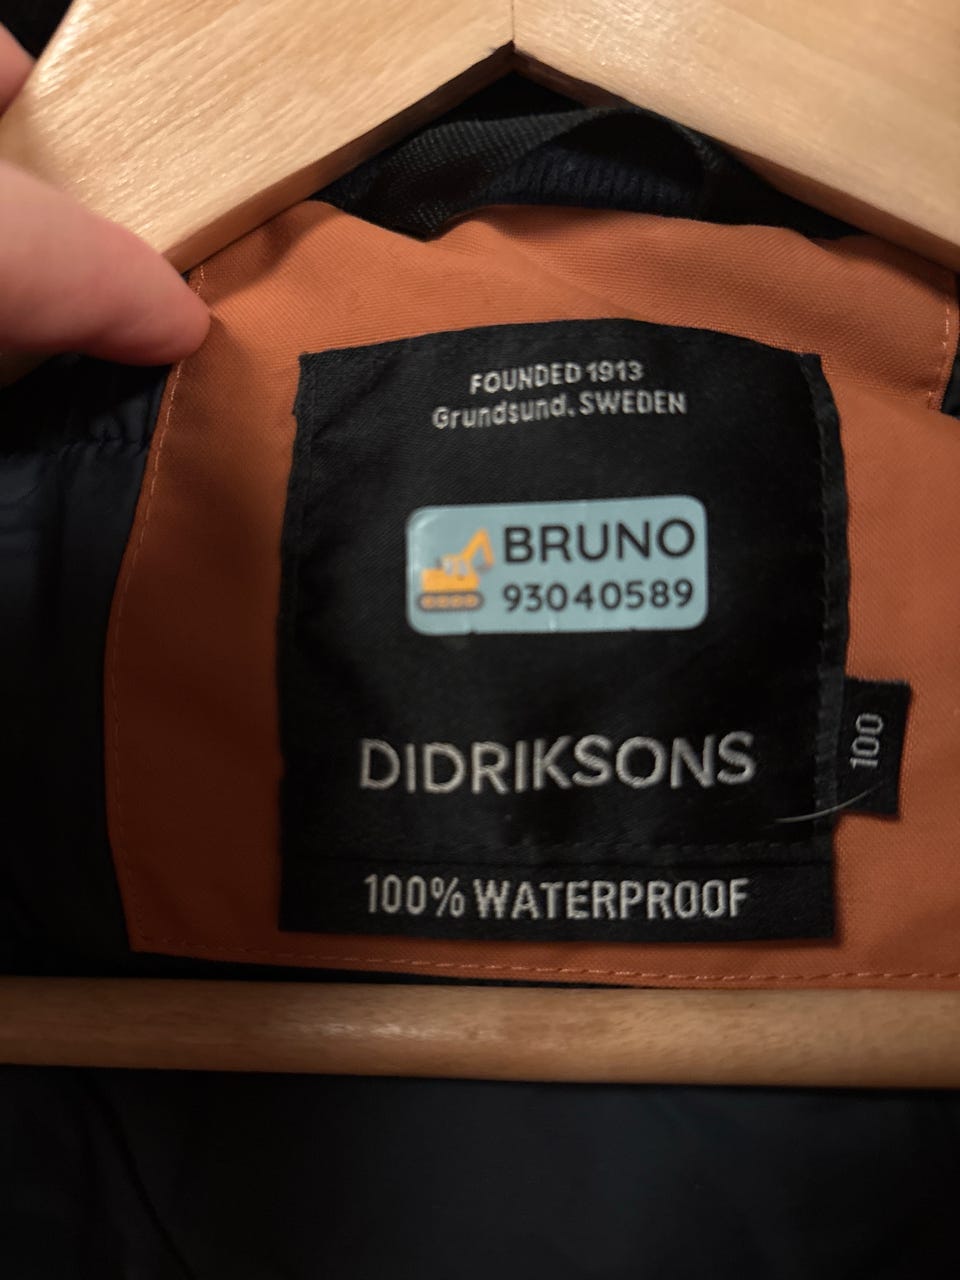 FOUNDED 1913
Grundsund. SWEDEN
BRUNO
93040589
DIDRIKSONS
100
100% WATERPROOF